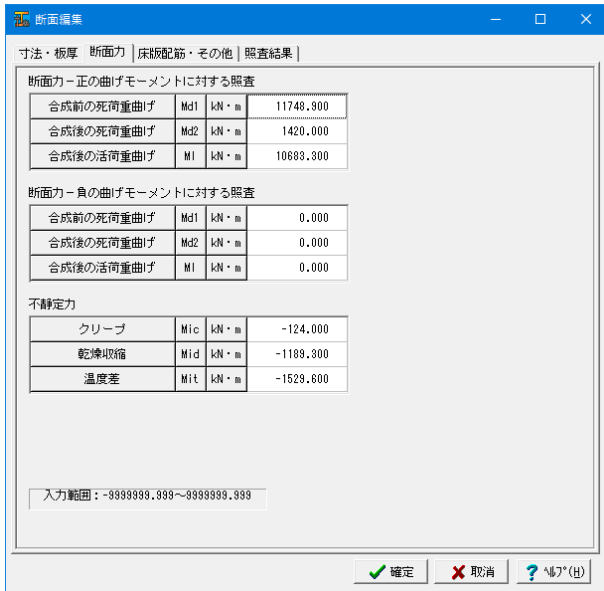 断面編集
寸法・板厚 断面力 床版配筋・その他 照査結果
断面力-正の曲げモーメントに対する照査
合成前の死荷重曲げ Md1 kN・m 11748.900
合成後の死荷重曲げ Md2 kN・m 1420.000
合成後の活荷重曲げ Ml kN・m 10683.300
断面力-負の曲げモーメントに対する照査
合成前の死荷重曲げ Md1 kN・m 0.000
合成後の死荷重曲げ Md2 kN・m 0.000
合成後の活荷重曲げ Ml kN・m 0.000
不静定力
クリープ Mic kN・m -124.000
乾燥収縮 Mid kN・m -1189.300
温度差 Mit kN・m -1529.600
入力範囲：-9999999.999～9999999.999
確定 取消 ? ﾍﾙﾌﾟ(H)